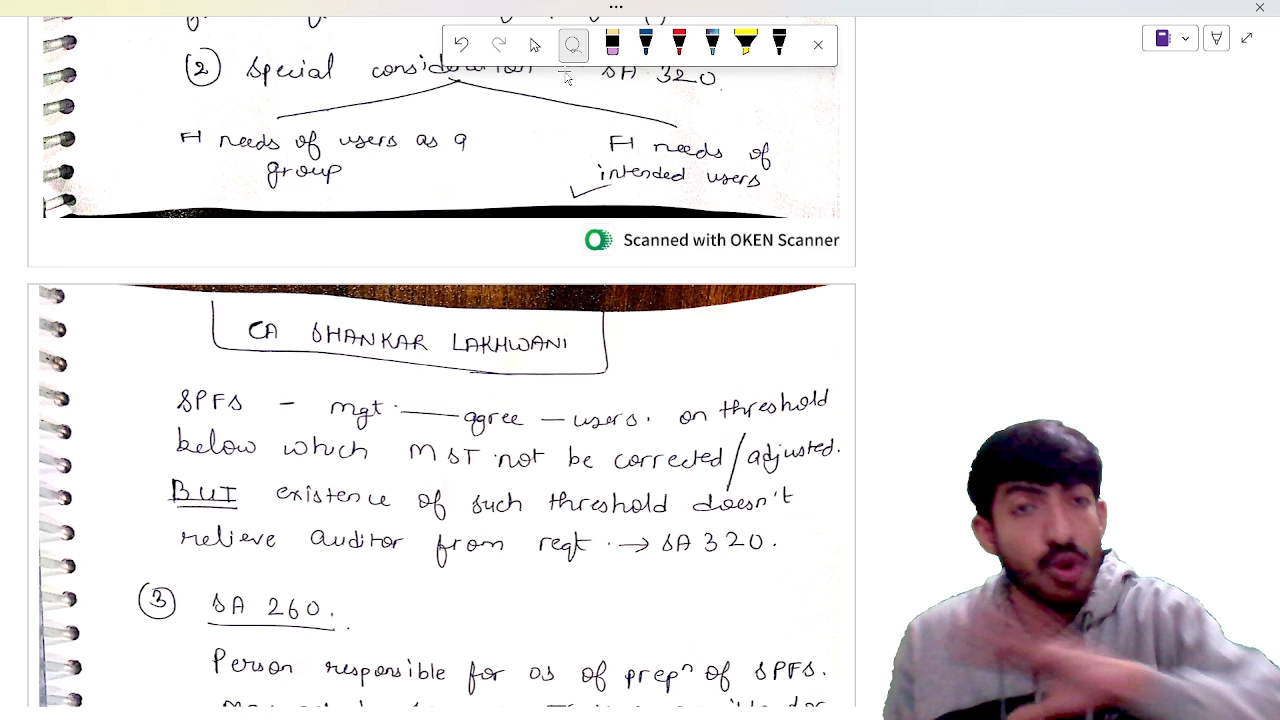 ② Special consideration SA 320.
FI needs of users as a group
FI needs of intended users
Scanned with OKEN Scanner
CA SHANKAR LAKHWANI
SPFS - mgt. — agree — users. on threshold
below which MST not be corrected / adjusted.
BUT existence of such threshold doesn't
relieve auditor from reqt. → SA 320.
③ SA 260.
Person responsible for os of prepⁿ of SPFS.